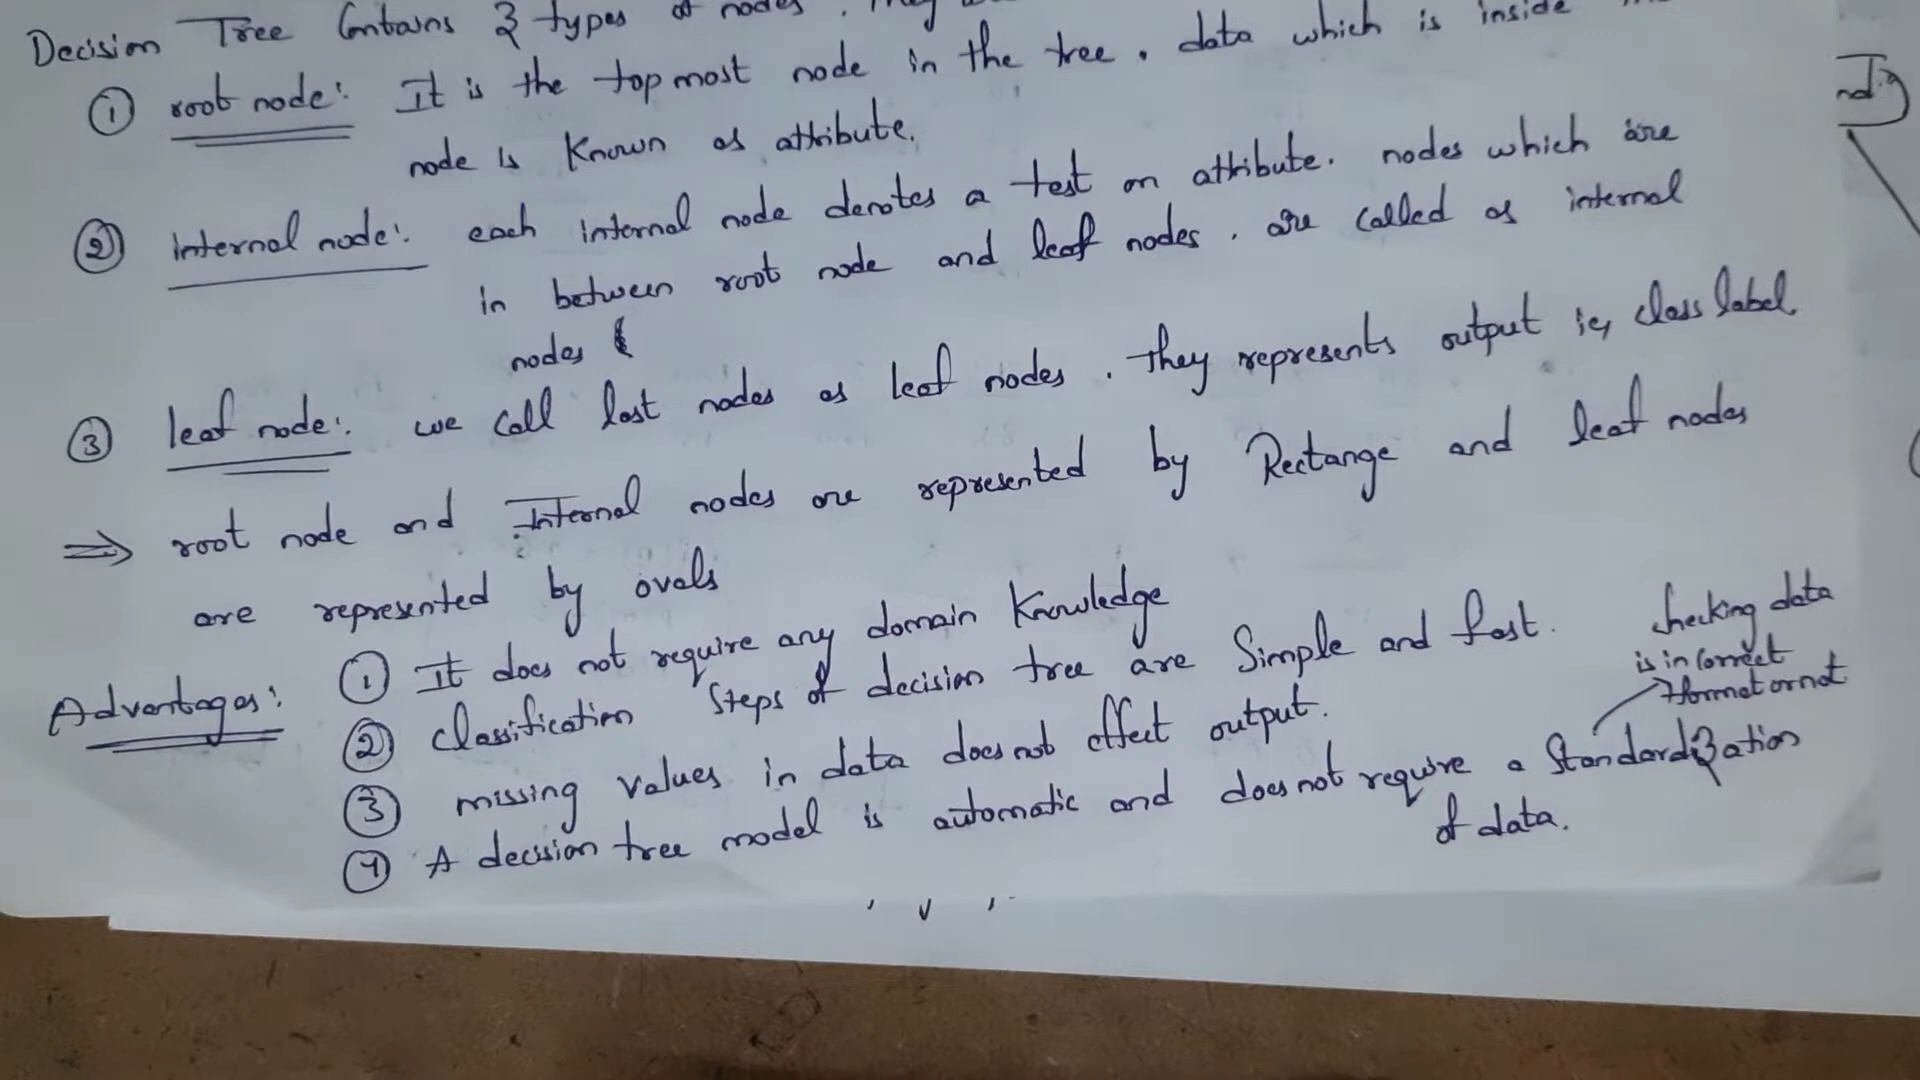 Decision Tree Contains 3 types of nodes. They
① root node: It is the top most node in the tree. data which is inside
node is known as attribute.
② internal node: each internal node denotes a test on attribute. nodes which are
in between root node and leaf nodes. are called as internal
nodes
③ leaf node: we call last nodes as leaf nodes. They represents output ie, class label.
⇒ root node and Internal nodes are represented by Rectange and leaf nodes
are represented by ovals
Advantages: ① It does not require any domain knowledge
② classification steps of decision tree are Simple and fast.
③ missing values in data does not effect output.
④ A decision tree model is automatic and does not require a Standardization
of data.
checking data
is in correct
format or not